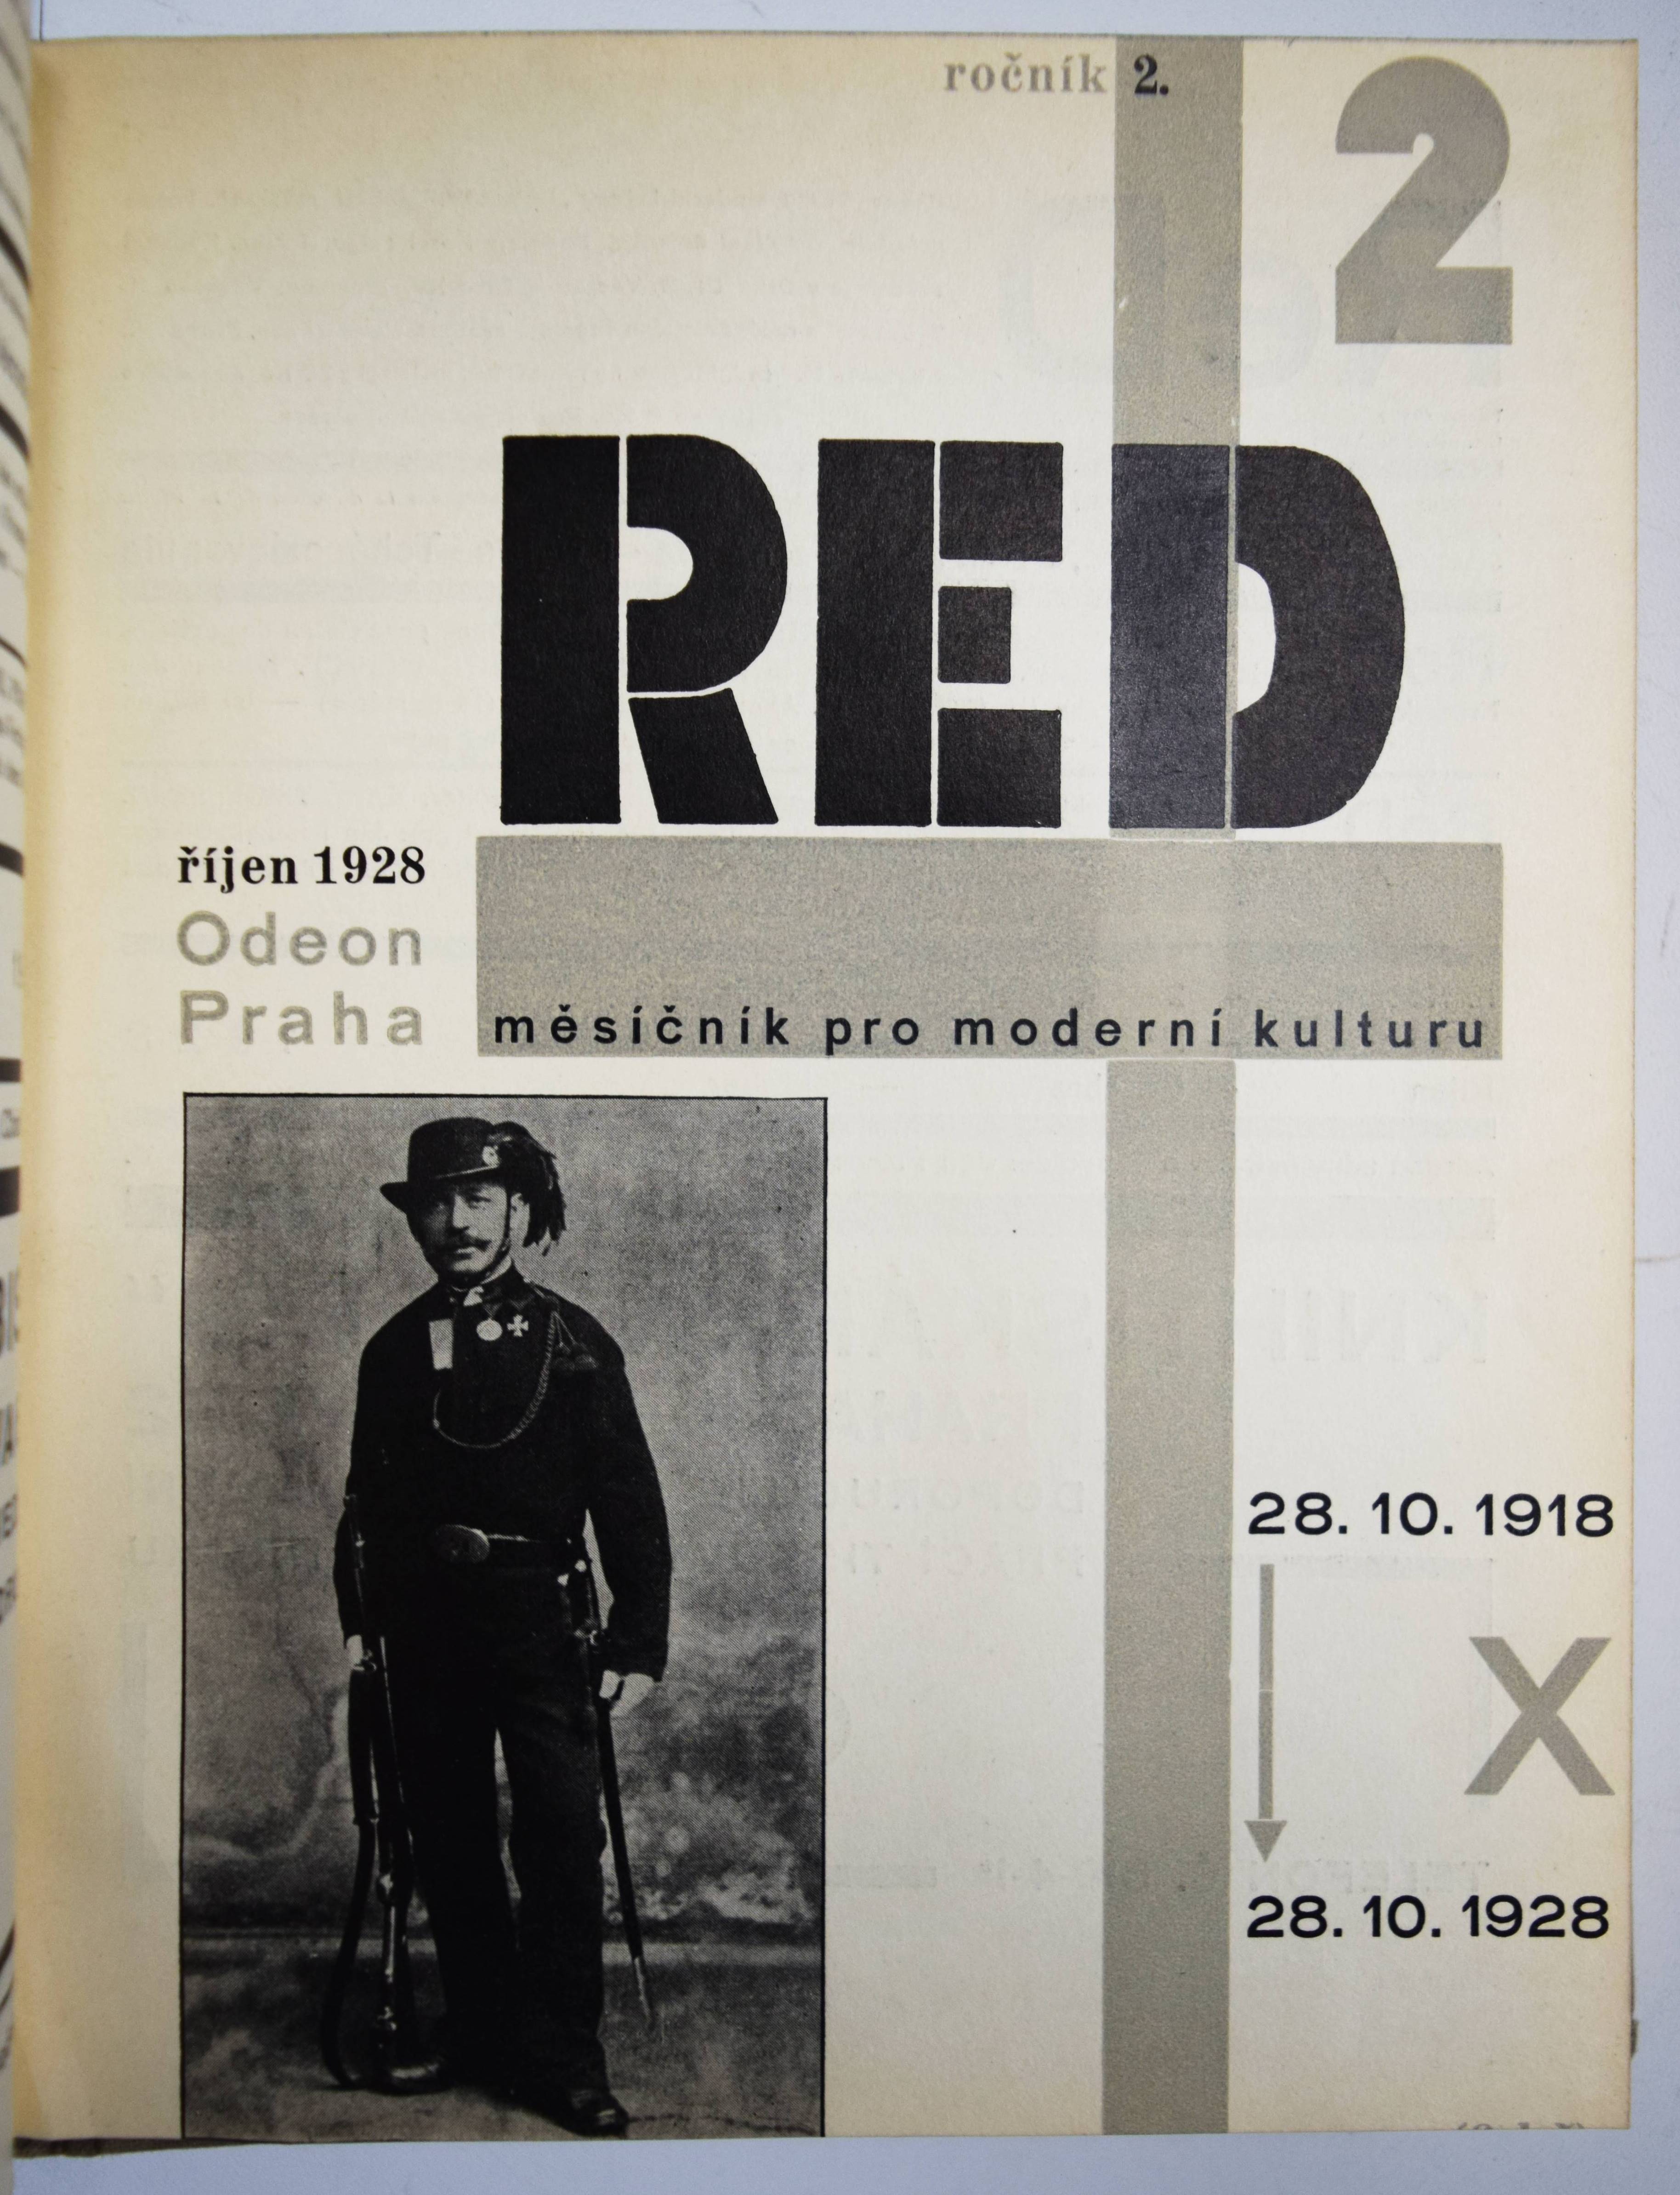 ročník 2.
2
RED
říjen 1928
Odeon
Praha
měsíčník pro moderní kulturu
28. 10. 1918
X
28. 10. 1928